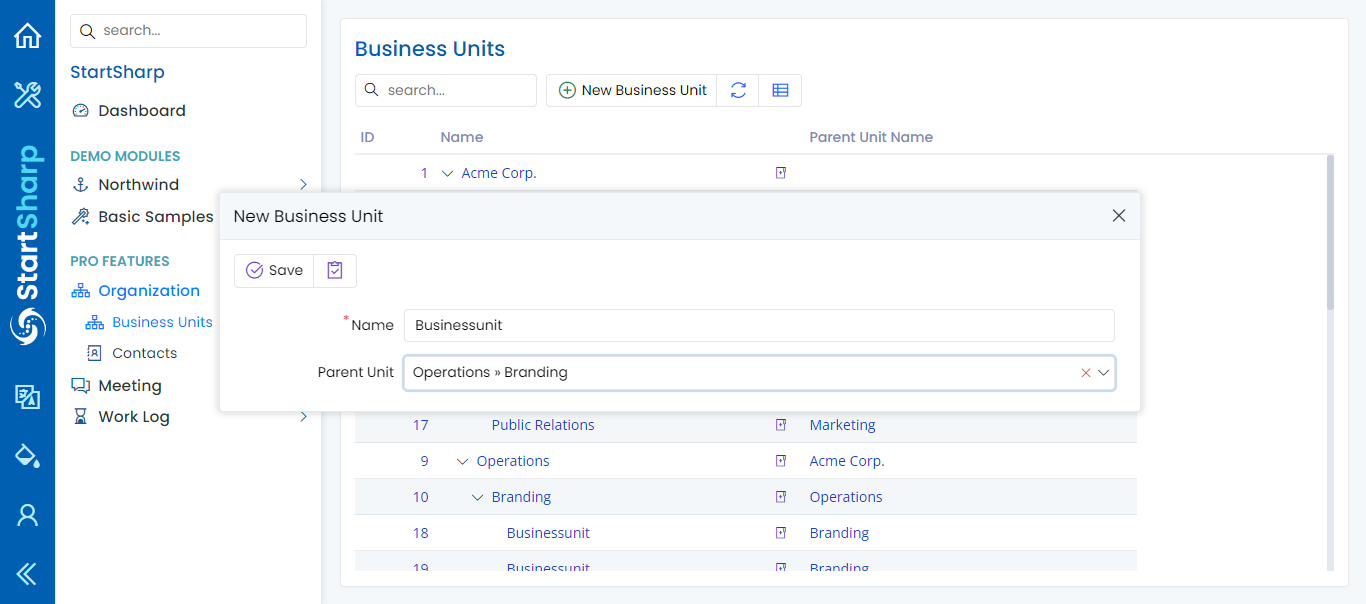 StartSharp
search...
StartSharp
Dashboard
DEMO MODULES
Northwind
Basic Samples
PRO FEATURES
Organization
Business Units
Contacts
Meeting
Work Log
Business Units
search...
New Business Unit
ID Name Parent Unit Name
1 Acme Corp.
New Business Unit
Save
*Name Businessunit
Parent Unit Operations » Branding
17 Public Relations Marketing
9 Operations Acme Corp.
10 Branding Operations
18 Businessunit Branding
19 Businessunit Branding